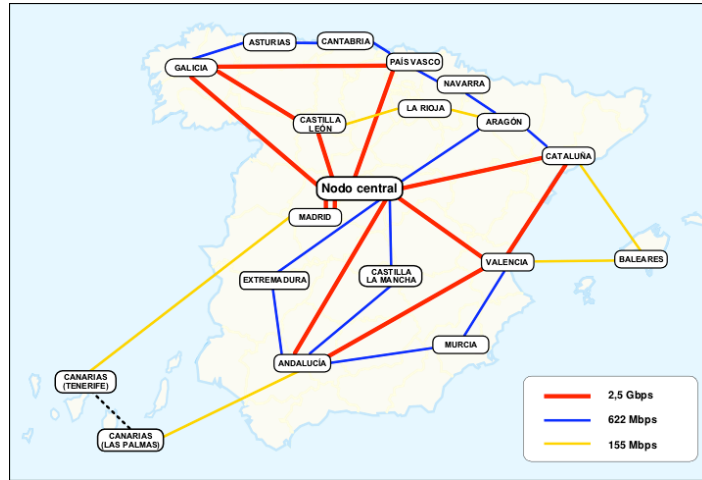 ASTURIAS
CANTABRIA
GALICIA
PAÍS VASCO
NAVARRA
LA RIOJA
CASTILLA
LEÓN
ARAGÓN
CATALUÑA
Nodo central
MADRID
VALENCIA
BALEARES
EXTREMADURA
CASTILLA
LA MANCHA
MURCIA
ANDALUCÍA
CANARIAS
(TENERIFE)
CANARIAS
(LAS PALMAS)
2,5 Gbps
622 Mbps
155 Mbps